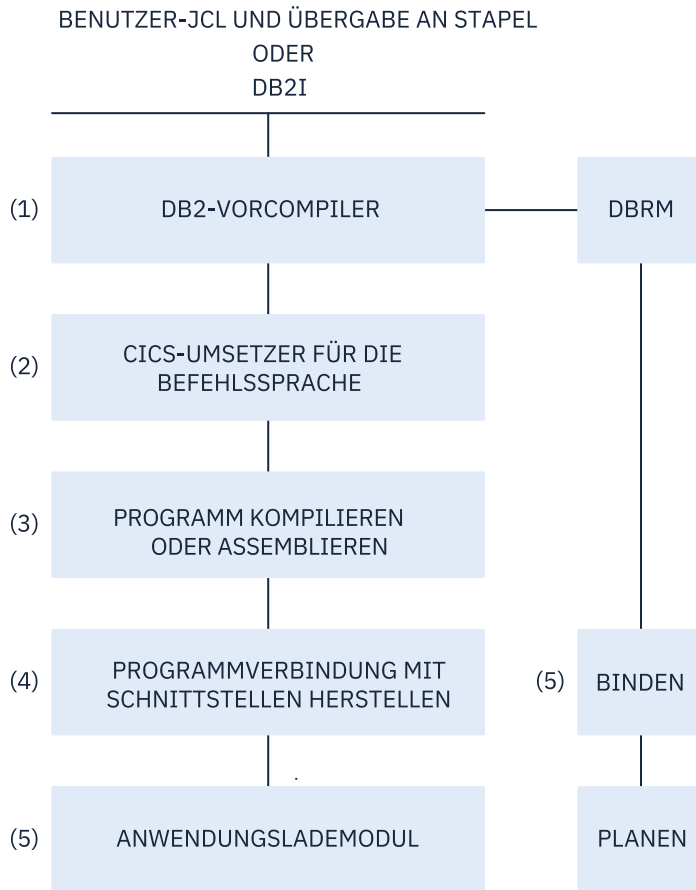 BENUTZER-JCL UND ÜBERGABE AN STAPEL
ODER
DB2I
(1)
DB2-VORCOMPILER
DBRM
(2)
CICS-UMSETZER FÜR DIE
BEFEHLSSPRACHE
(3)
PROGRAMM KOMPILIEREN
ODER ASSEMBLIEREN
(4)
PROGRAMMVERBINDUNG MIT
SCHNITTSTELLEN HERSTELLEN
(5)
BINDEN
(5)
ANWENDUNGSLADEMODUL
PLANEN